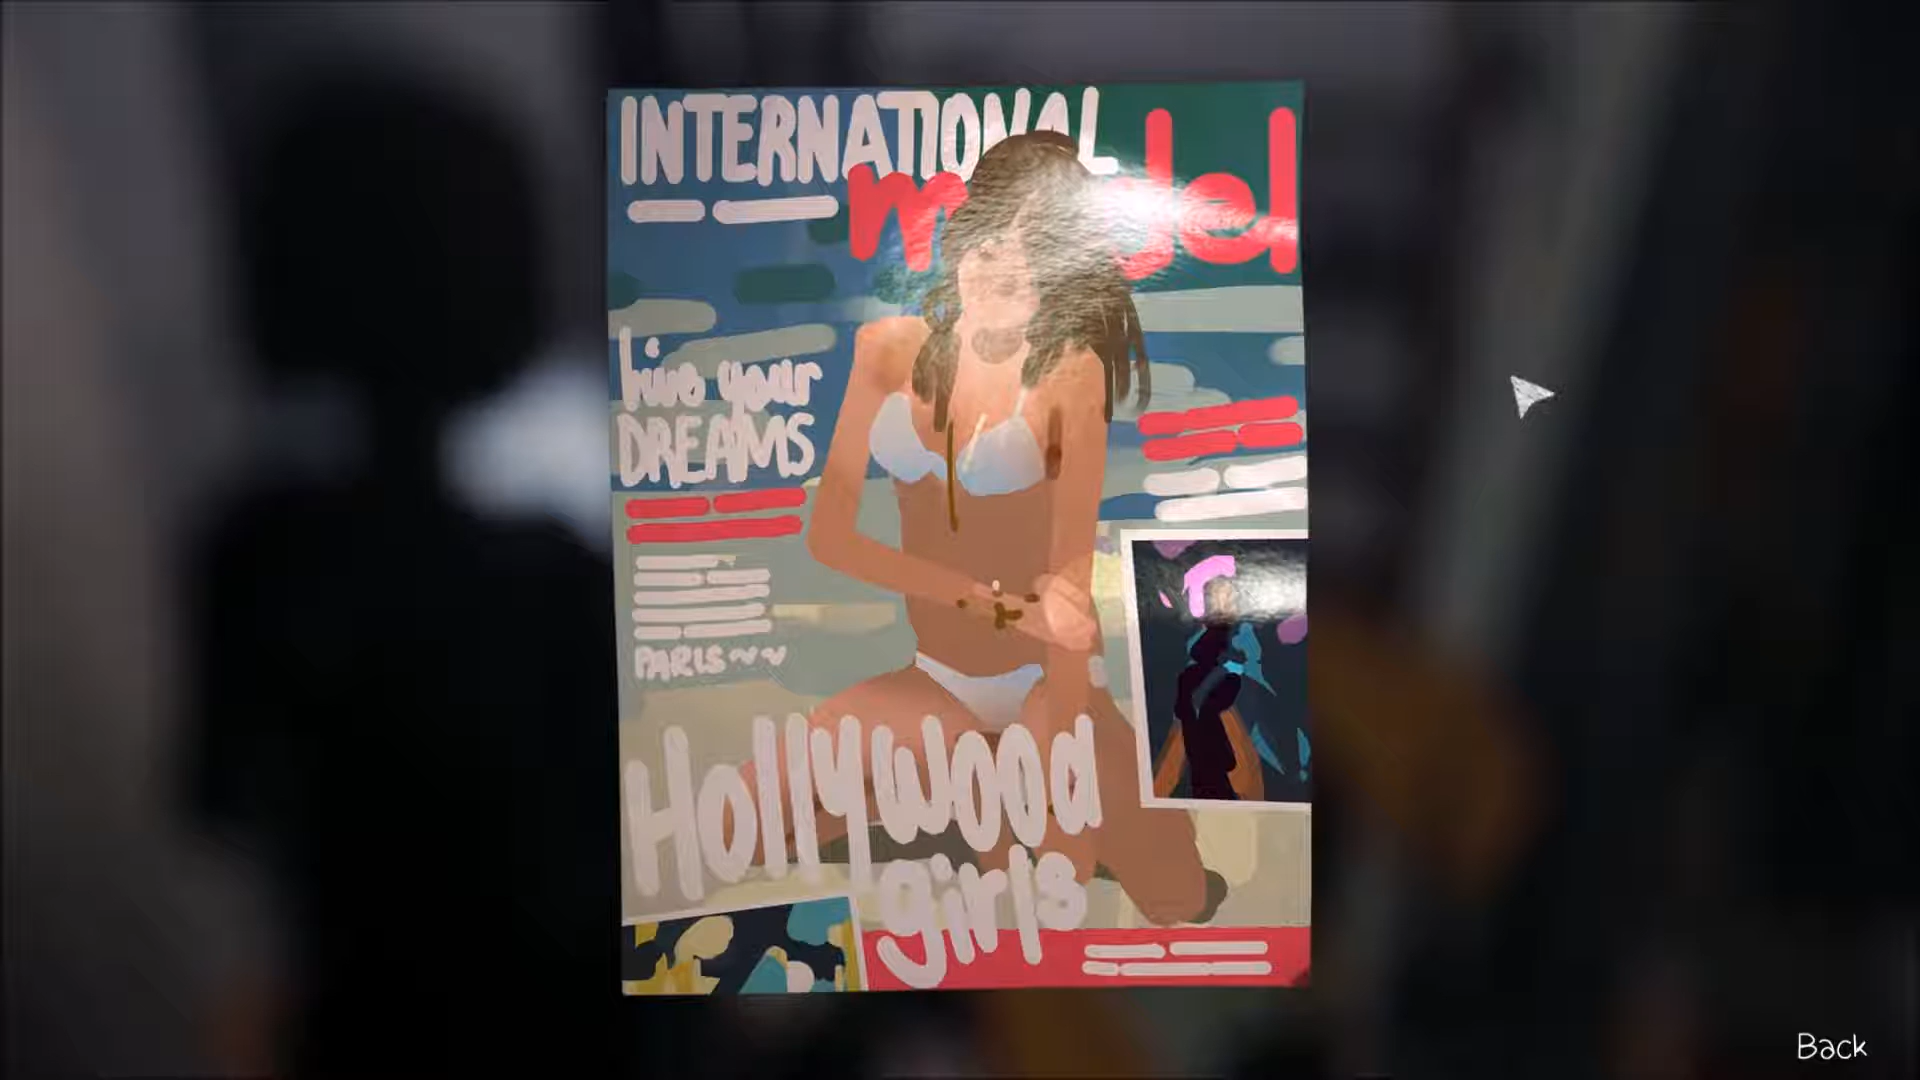 INTERNATIONAL
model
live your
DREAMS
PARIS
Hollywood
girls
Back